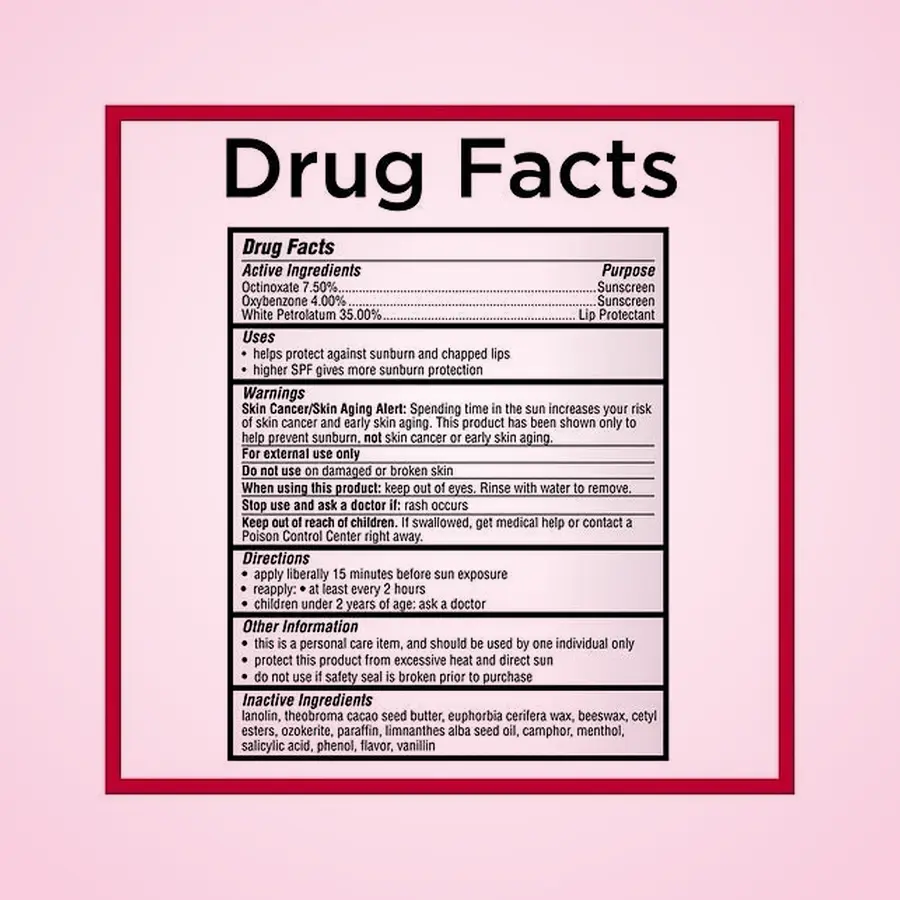 Drug Facts
Drug Facts
Active Ingredients Purpose
Octinoxate 7.50%........................................Sunscreen
Oxybenzone 4.00%........................................Sunscreen
White Petrolatum 35.00%........................................ Lip Protectant
Uses
• helps protect against sunburn and chapped lips
• higher SPF gives more sunburn protection
Warnings
Skin Cancer/Skin Aging Alert: Spending time in the sun increases your risk
of skin cancer and early skin aging. This product has been shown only to
help prevent sunburn, not skin cancer or early skin aging.
For external use only
Do not use on damaged or broken skin
When using this product: keep out of eyes. Rinse with water to remove.
Stop use and ask a doctor if: rash occurs
Keep out of reach of children. If swallowed, get medical help or contact a
Poison Control Center right away.
Directions
• apply liberally 15 minutes before sun exposure
• reapply: • at least every 2 hours
• children under 2 years of age: ask a doctor
Other Information
• this is a personal care item, and should be used by one individual only
• protect this product from excessive heat and direct sun
• do not use if safety seal is broken prior to purchase
Inactive Ingredients
lanolin, theobroma cacao seed butter, euphorbia cerifera wax, beeswax, cetyl
esters, ozokerite, paraffin, limnanthes alba seed oil, camphor, menthol,
salicylic acid, phenol, flavor, vanillin